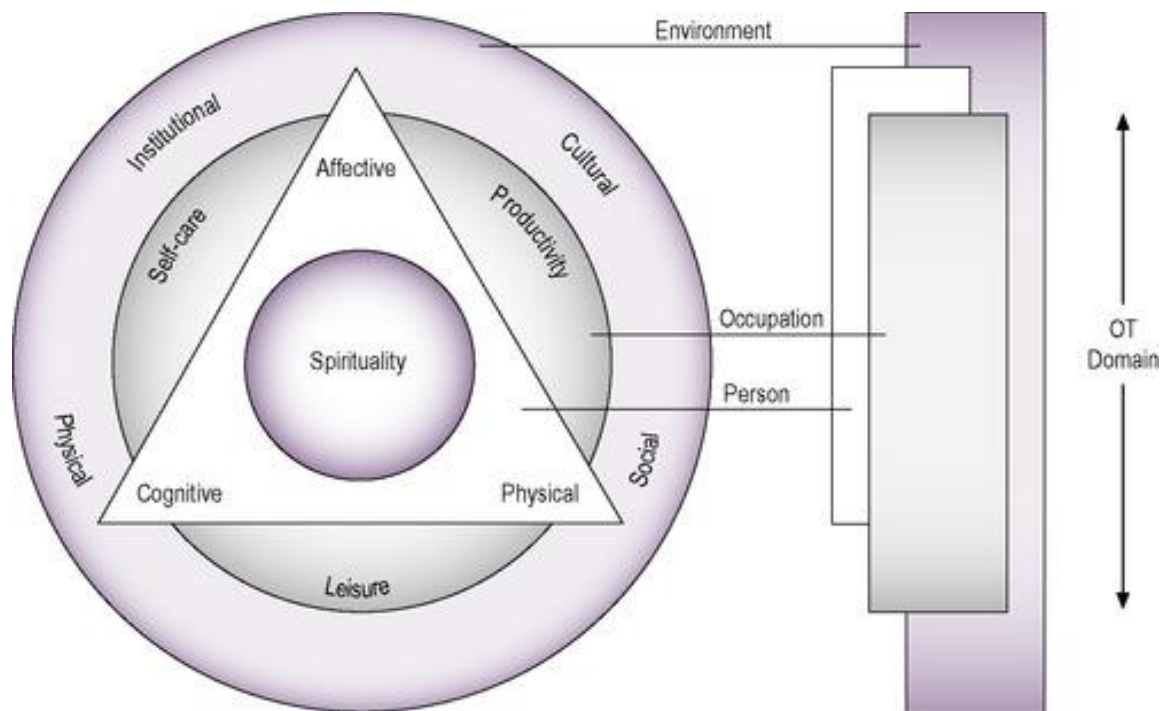 Environment
Institutional
Cultural
Affective
Self-care
Productivity
Occupation
OT
Domain
Spirituality
Person
Physical
Social
Cognitive
Physical
Leisure